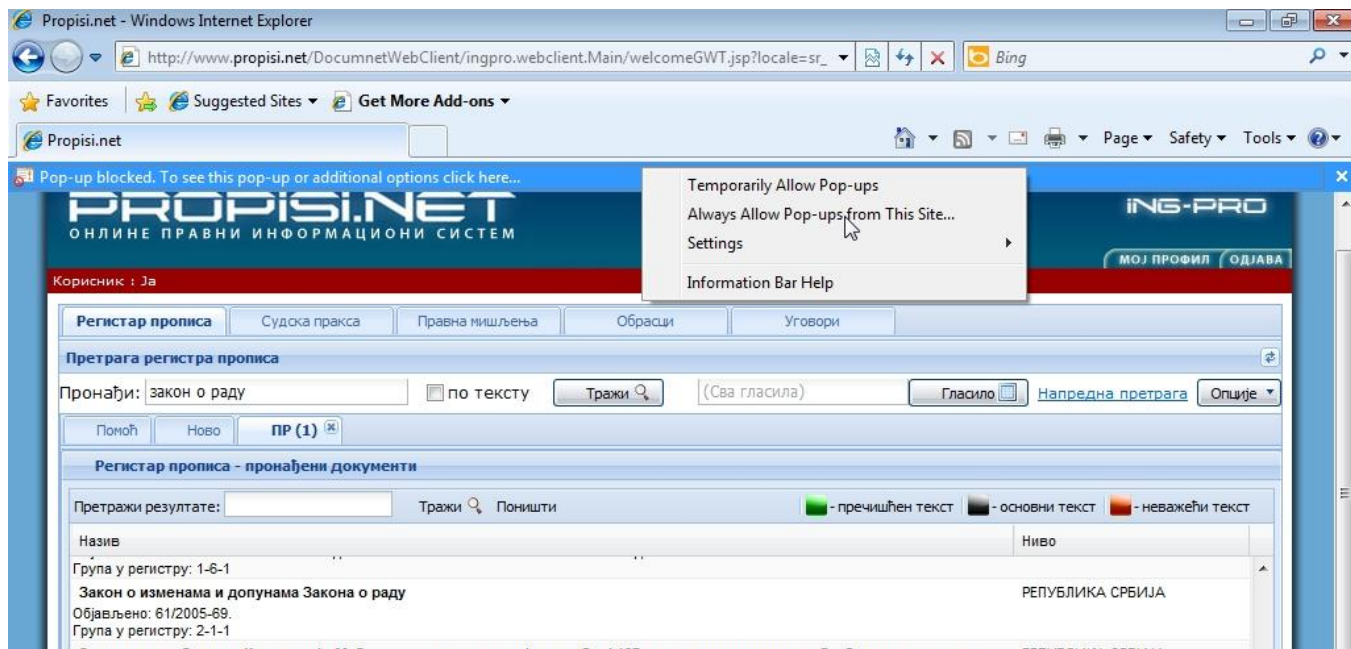 Propisi.net - Windows Internet Explorer
http://www.propisi.net/DocumnetWebClient/ingpro.webclient.Main/welcomeGWT.jsp?locale=sr_ Bing
Favorites Suggested Sites Get More Add-ons
Propisi.net Page Safety Tools
Pop-up blocked. To see this pop-up or additional options click here...
Temporarily Allow Pop-ups
Always Allow Pop-ups from This Site...
Settings
Information Bar Help
PROPISI.NET
ОНЛИНЕ ПРАВНИ ИНФОРМАЦИОНИ СИСТЕМ
iNG-PRO
МОЈ ПРОФИЛ ОДЈАВА
Корисник : Ја
Регистар прописа Судска пракса Правна мишљења Обрасци Уговори
Претрага регистра прописа
Пронађи: закон о раду по тексту Тражи (Сва гласила) Гласило Напредна претрага Опције
Помоћ Ново ПР (1)
Регистар прописа - пронађени документи
Претражи резултате: Тражи Поништи - пречишћен текст - основни текст - неважећи текст
Назив Ниво
Група у регистру: 1-6-1
Закон о изменама и допунама Закона о раду РЕПУБЛИКА СРБИЈА
Објављено: 61/2005-69.
Група у регистру: 2-1-1